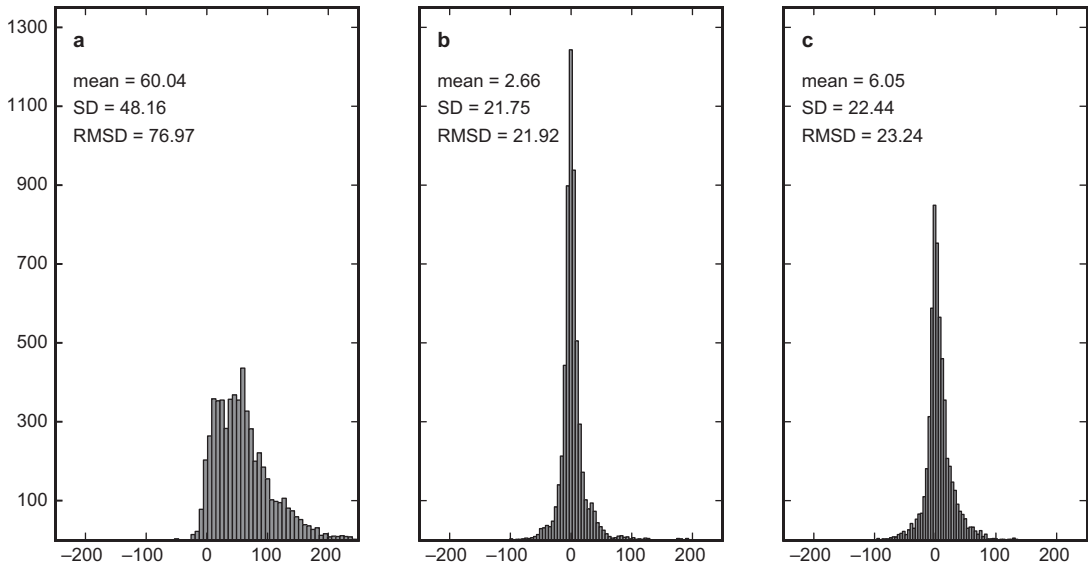 1300
1100
900
700
500
300
100
a
mean = 60.04
SD = 48.16
RMSD = 76.97
–200 –100 0 100 200
b
mean = 2.66
SD = 21.75
RMSD = 21.92
–200 –100 0 100 200
c
mean = 6.05
SD = 22.44
RMSD = 23.24
–200 –100 0 100 200